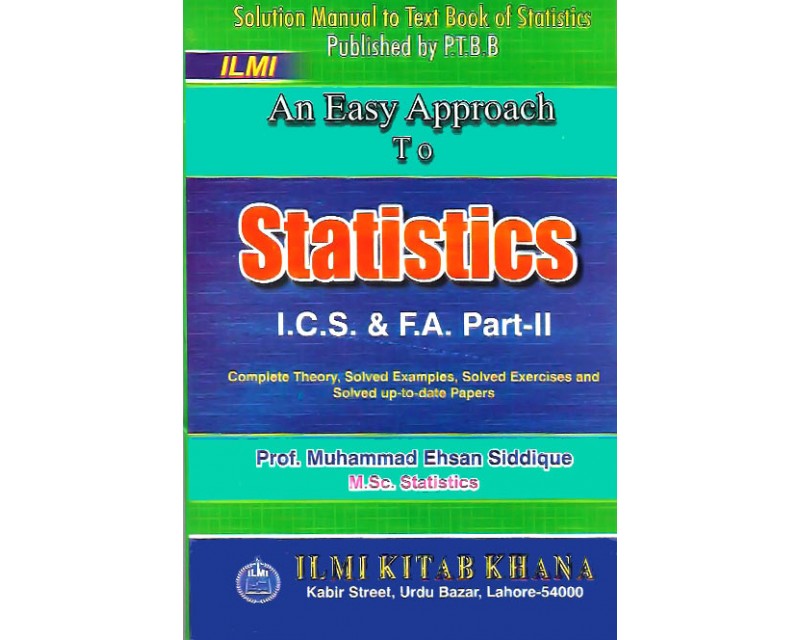 Solution Manual to Text Book of Statistics
Published by P.T.B.B
ILMI
An Easy Approach
To
Statistics
I.C.S. & F.A. Part-II
Complete Theory, Solved Examples, Solved Exercises and
Solved up-to-date Papers
Prof. Muhammad Ehsan Siddique
M.Sc. Statistics
ILMI
ILMI KITAB KHANA
Kabir Street, Urdu Bazar, Lahore-54000